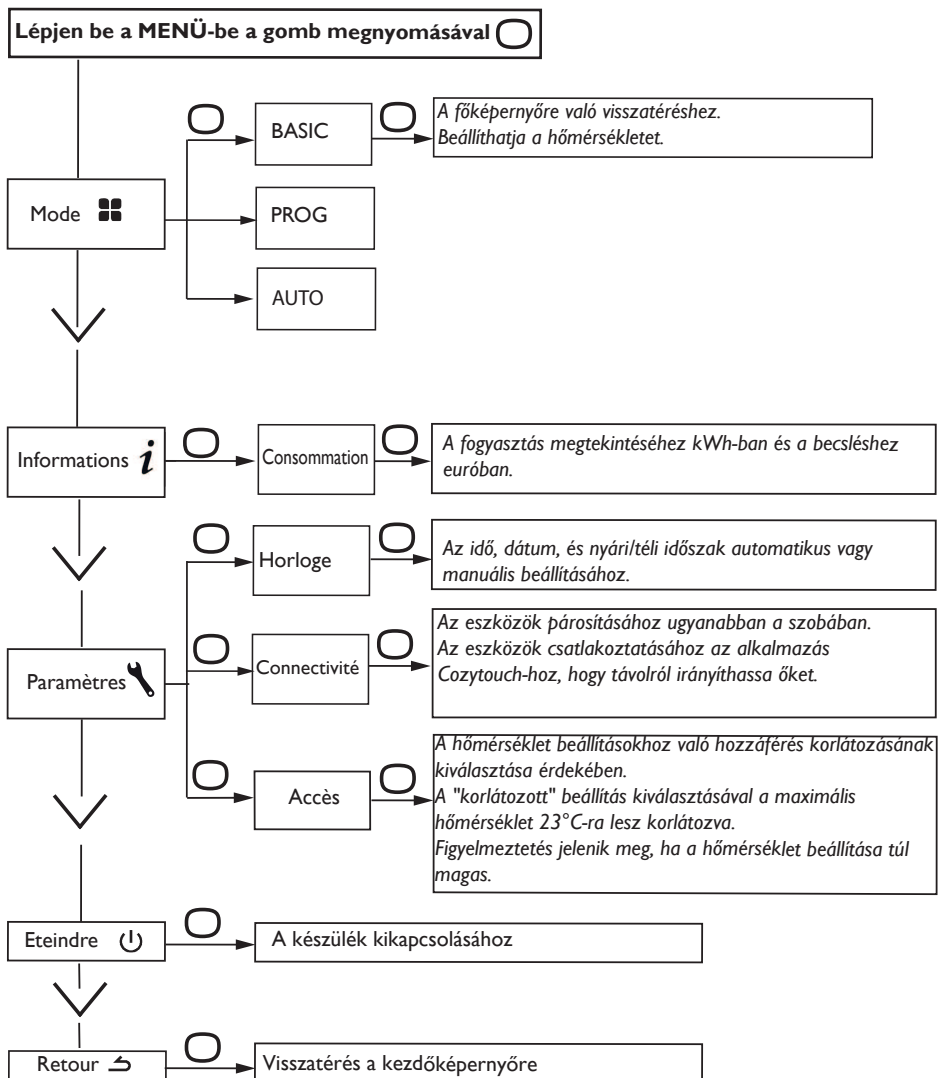 Lépjen be a MENÜ-be a gomb megnyomásával
BASIC
A főképernyőre való visszatéréshez.
Beállíthatja a hőmérsékletet.
Mode
PROG
AUTO
Informations i
Consommation
A fogyasztás megtekintéséhez kWh-ban és a becsléshez
euróban.
Horloge
Az idő, dátum, és nyári/téli időszak automatikus vagy
manuális beállításához.
Paramètres
Connectivité
Az eszközök párosításához ugyanabban a szobában.
Az eszközök csatlakoztatásához az alkalmazás
Cozytouch-hoz, hogy távolról irányíthassa őket.
Accès
A hőmérséklet beállításokhoz való hozzáférés korlátozásának
kiválasztása érdekében.
A "korlátozott" beállítás kiválasztásával a maximális
hőmérséklet 23°C-ra lesz korlátozva.
Figyelmeztetés jelenik meg, ha a hőmérséklet beállítása túl
magas.
Eteindre
A készülék kikapcsolásához
Retour
Visszatérés a kezdőképernyőre